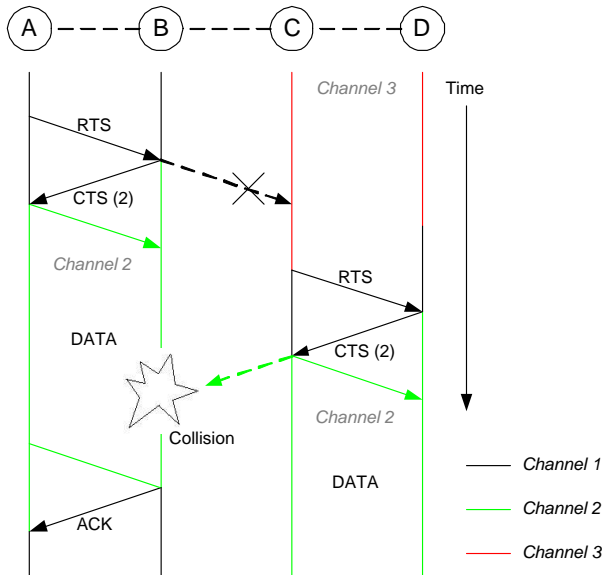 A
B
C
D
Channel 3
Time
RTS
CTS (2)
Channel 2
RTS
DATA
CTS (2)
Channel 2
Collision
Channel 1
DATA
Channel 2
ACK
Channel 3